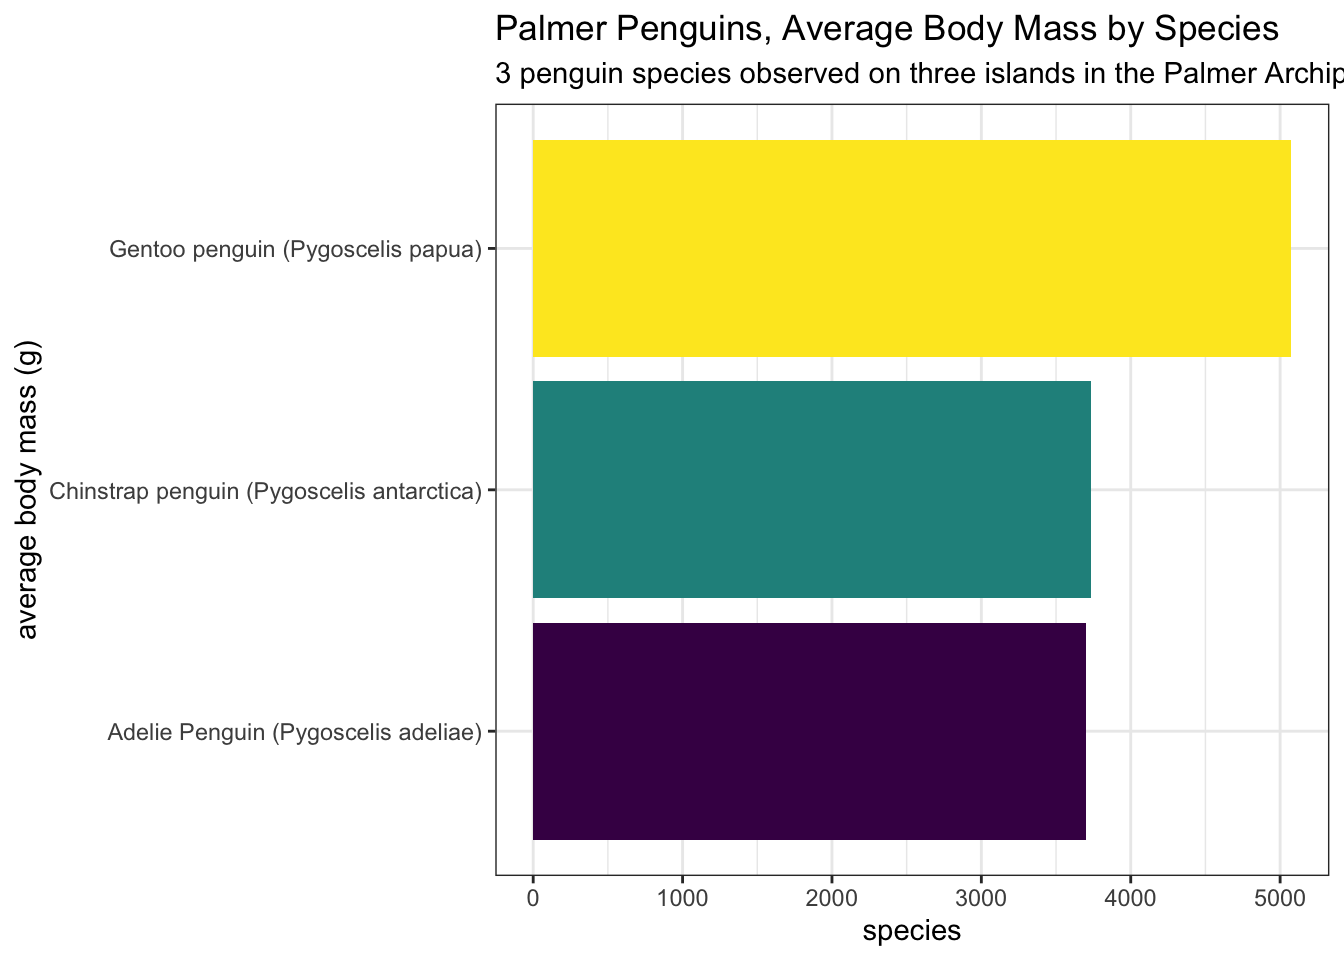 Palmer Penguins, Average Body Mass by Species
3 penguin species observed on three islands in the Palmer Archip
average body mass (g)
Gentoo penguin (Pygoscelis papua)
Chinstrap penguin (Pygoscelis antarctica)
Adelie Penguin (Pygoscelis adeliae)
0 1000 2000 3000 4000 5000
species